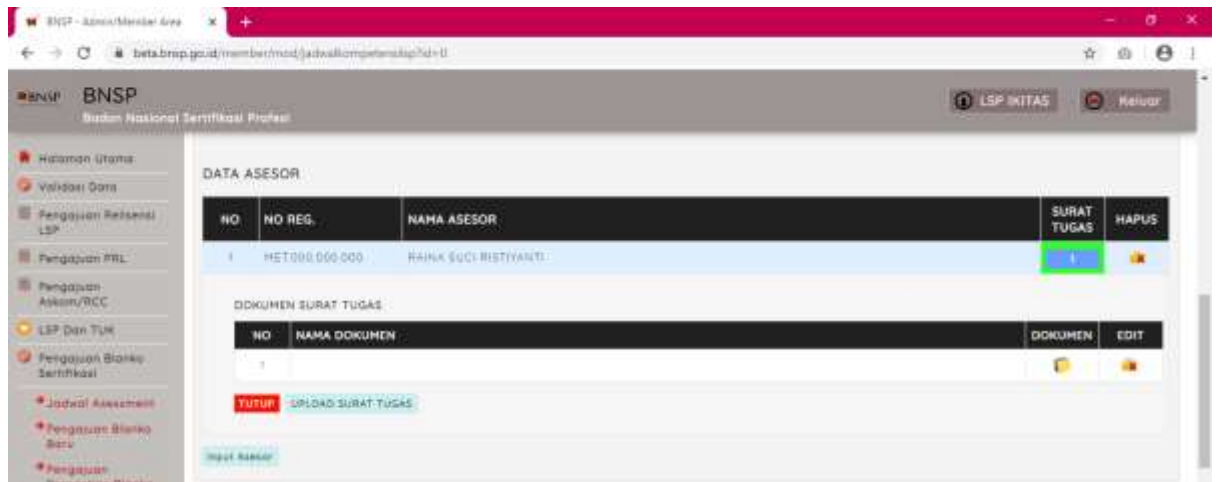 BNSP - Admin/Member Area
beta.bnsp.go.id/member/mod/jadwalkompetensilsp?id=0
BNSP
BNSP
Badan Nasional Sertifikasi Profesi
LSP IKITAS
Keluar
Halaman Utama
Validasi Data
Pengajuan Relisensi
LSP
Pengajuan PRL
Pengajuan
Askom/RCC
LSP Dan TUK
Pengajuan Blanko
Sertifikasi
Jadwal Assesment
Pengajuan Blanko
Baru
Pengajuan
DATA ASESOR
NO NO REG. NAMA ASESOR SURAT TUGAS HAPUS
1 MET.000.000.000 RAINA SUCI RISTIYANTI 1
DOKUMEN SURAT TUGAS
NO NAMA DOKUMEN DOKUMEN EDIT
1
TUTUP UPLOAD SURAT TUGAS
Input Asesor